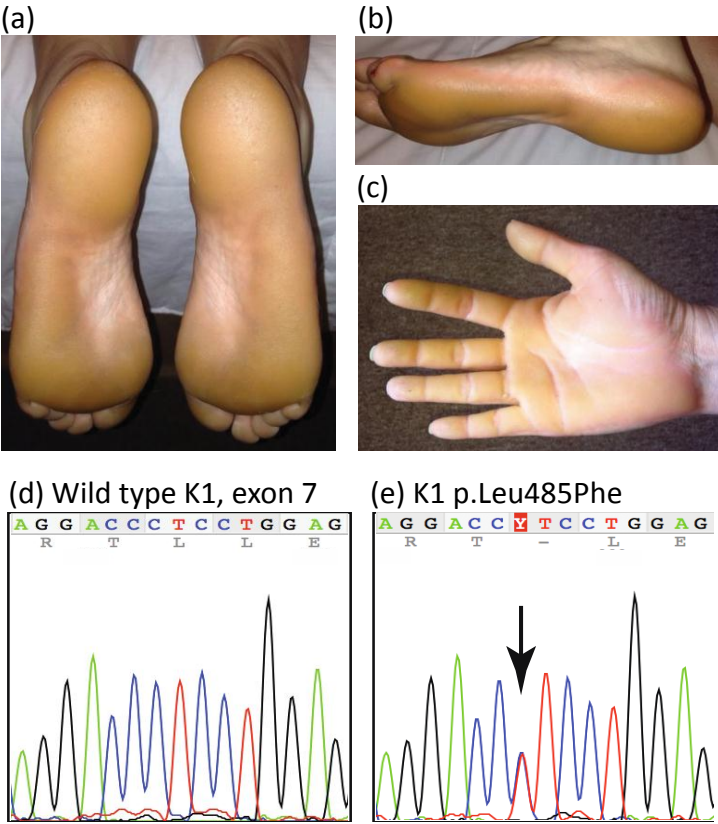 (a)
(b)
(c)
(d) Wild type K1, exon 7
AGGACCCTCCTGGAG
R T L L E
(e) K1 p.Leu485Phe
AGGACCYTCCTGGAG
R T – L E